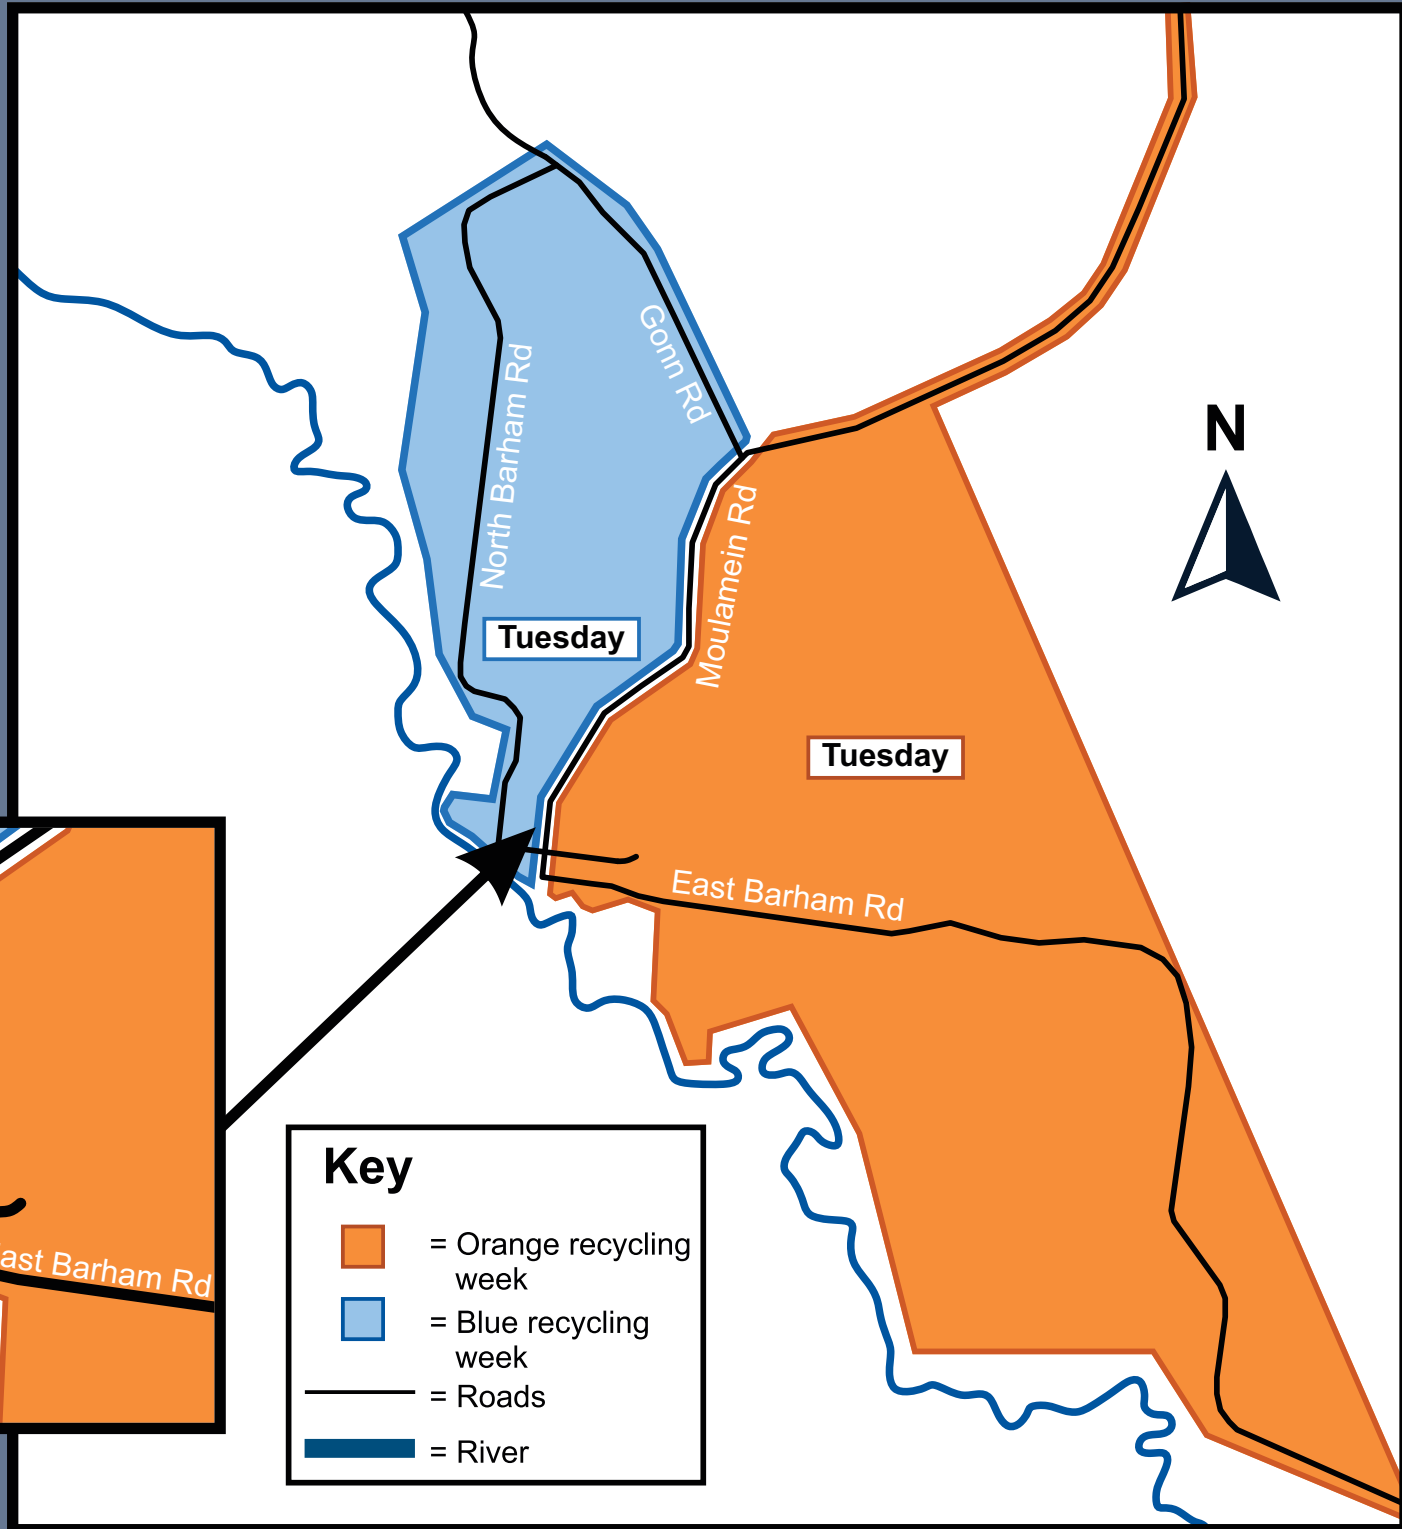 Gonn Rd
North Barham Rd
N
Moulamein Rd
Tuesday
Tuesday
East Barham Rd
ast Barham Rd
Key
= Orange recycling
week
= Blue recycling
week
= Roads
= River